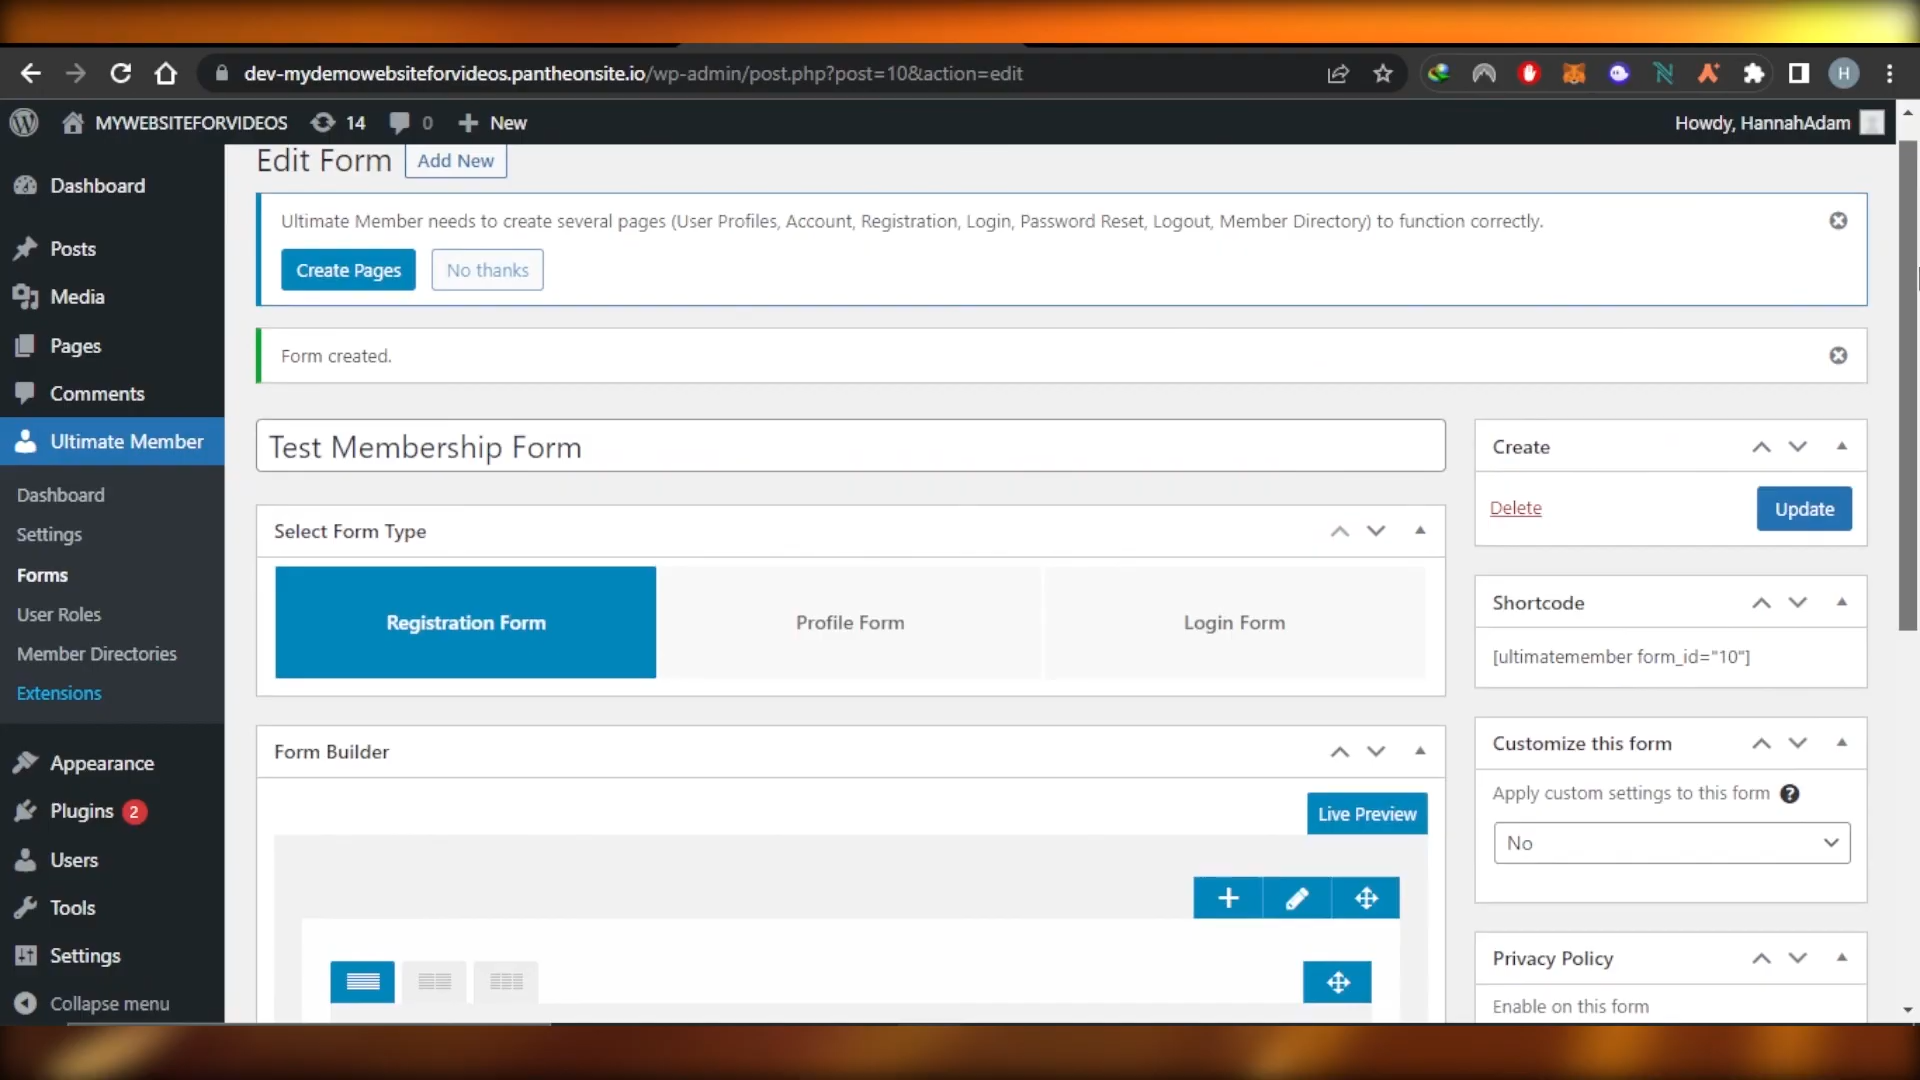 dev-mydemowebsiteforvideos.pantheonsite.io/wp-admin/post.php?post=10&action=edit
H
MYWEBSITEFORVIDEOS 14 0 New Howdy, HannahAdam
Edit Form Add New
Ultimate Member needs to create several pages (User Profiles, Account, Registration, Login, Password Reset, Logout, Member Directory) to function correctly.
Create Pages No thanks
Form created.
Dashboard
Posts
Media
Pages
Comments
Ultimate Member
Dashboard
Settings
Forms
User Roles
Member Directories
Extensions
Appearance
Plugins 2
Users
Tools
Settings
Collapse menu
Test Membership Form
Select Form Type
Registration Form Profile Form Login Form
Form Builder
Live Preview
Create
Delete Update
Shortcode
[ultimatemember form_id="10"]
Customize this form
Apply custom settings to this form ?
No
Privacy Policy
Enable on this form